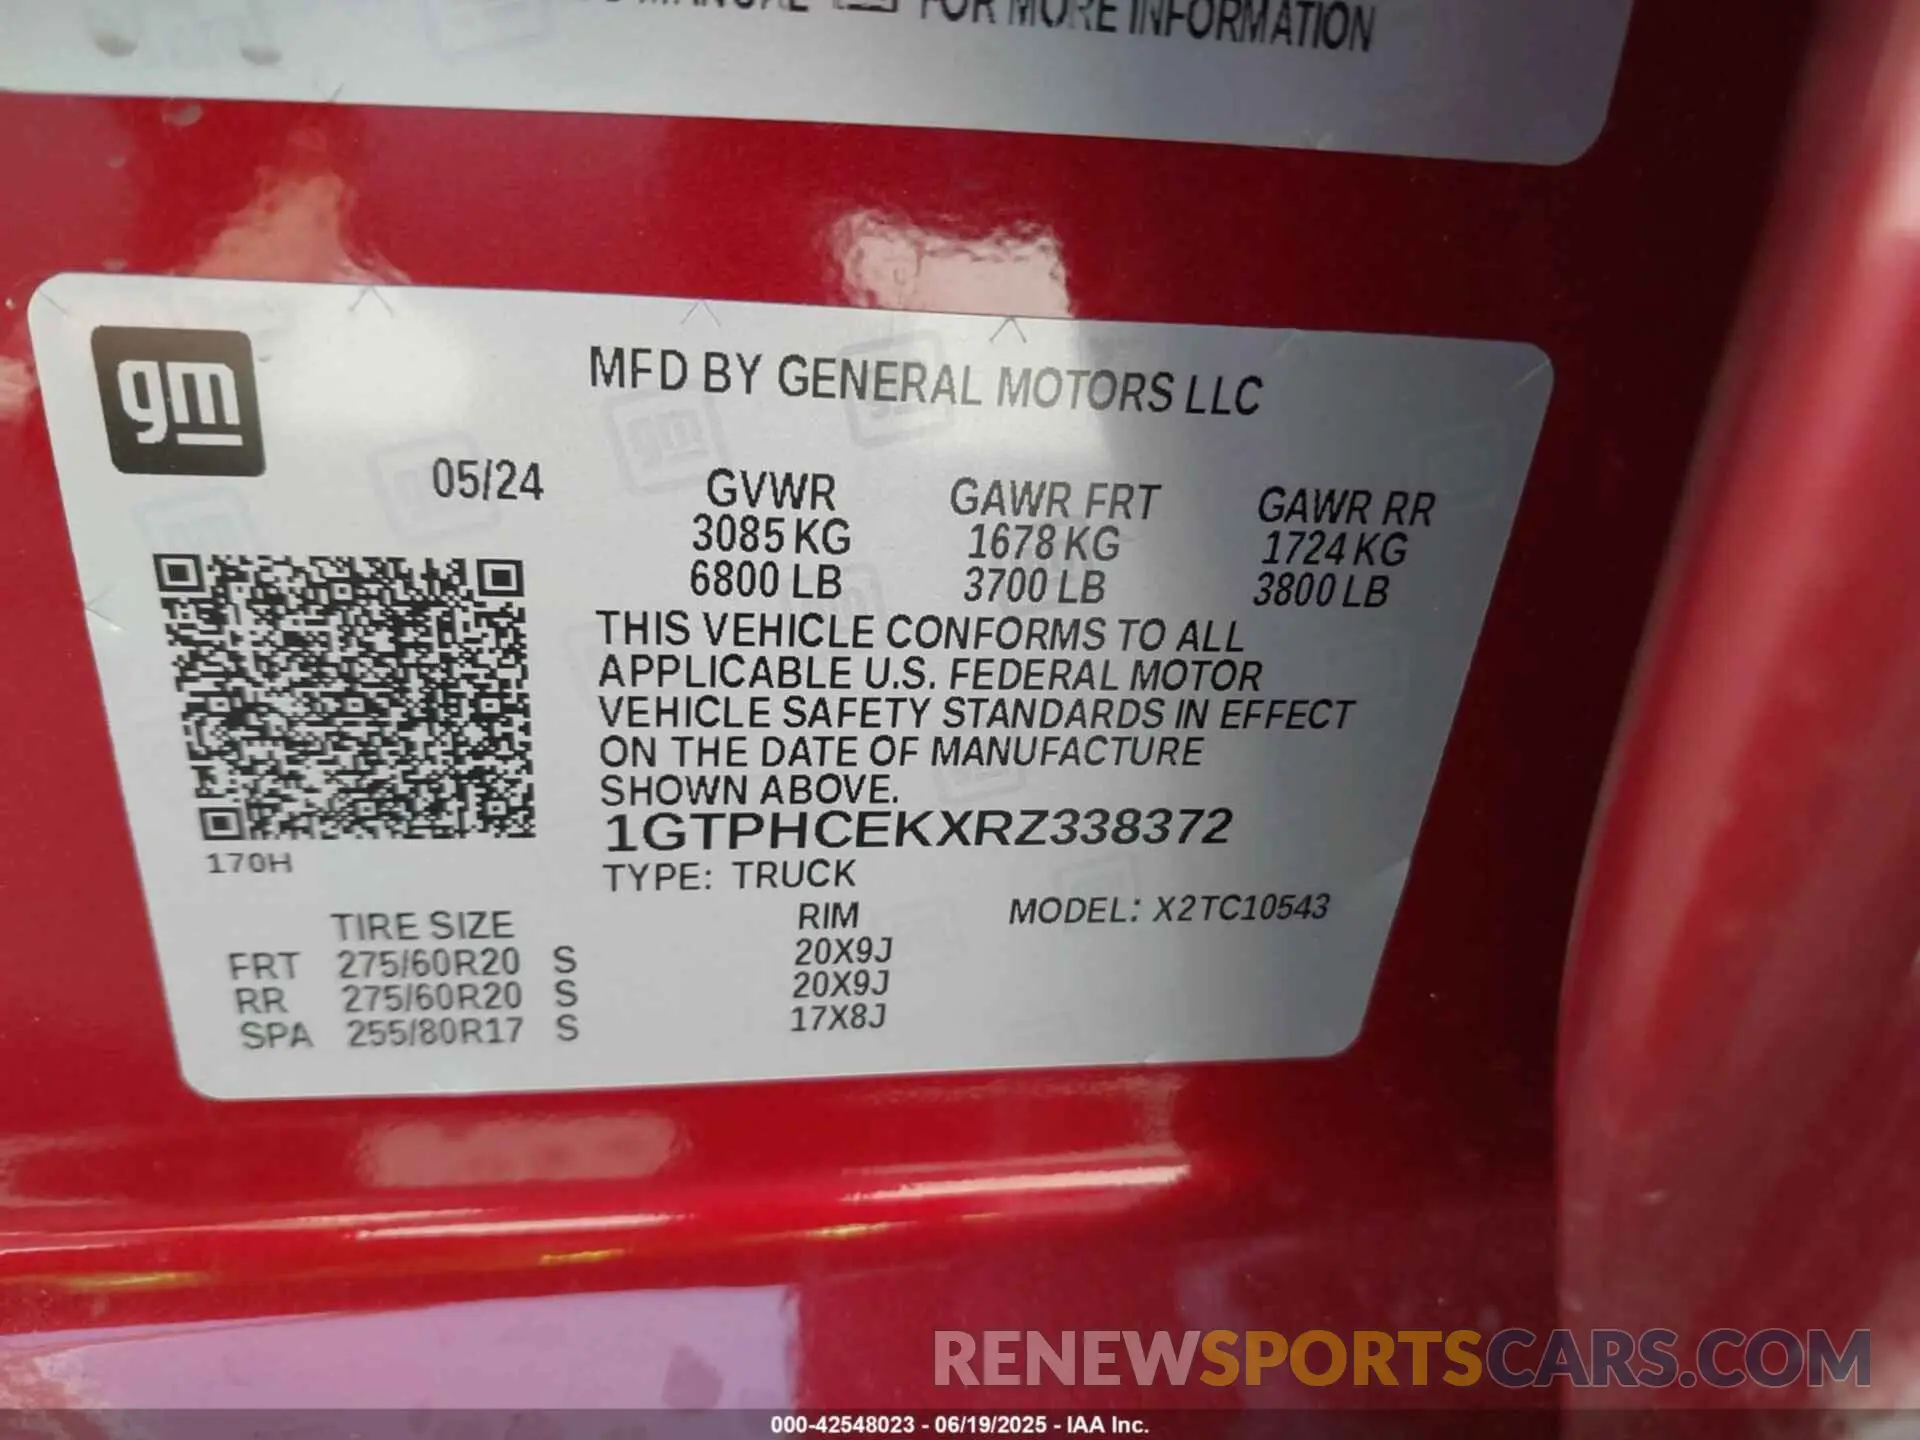 MANUAL FOR MORE INFORMATION
gm
MFD BY GENERAL MOTORS LLC
05/24
GVWR GAWR FRT GAWR RR
3085 KG 1678 KG 1724 KG
6800 LB 3700 LB 3800 LB
THIS VEHICLE CONFORMS TO ALL
APPLICABLE U.S. FEDERAL MOTOR
VEHICLE SAFETY STANDARDS IN EFFECT
ON THE DATE OF MANUFACTURE
SHOWN ABOVE.
1GTPHCEKXRZ338372
170H
TYPE: TRUCK
TIRE SIZE RIM MODEL: X2TC10543
FRT 275/60R20 S 20X9J
RR 275/60R20 S 20X9J
SPA 255/80R17 S 17X8J
RENEWSPORTSCARS.COM
000-42548023 - 06/19/2025 - IAA Inc.